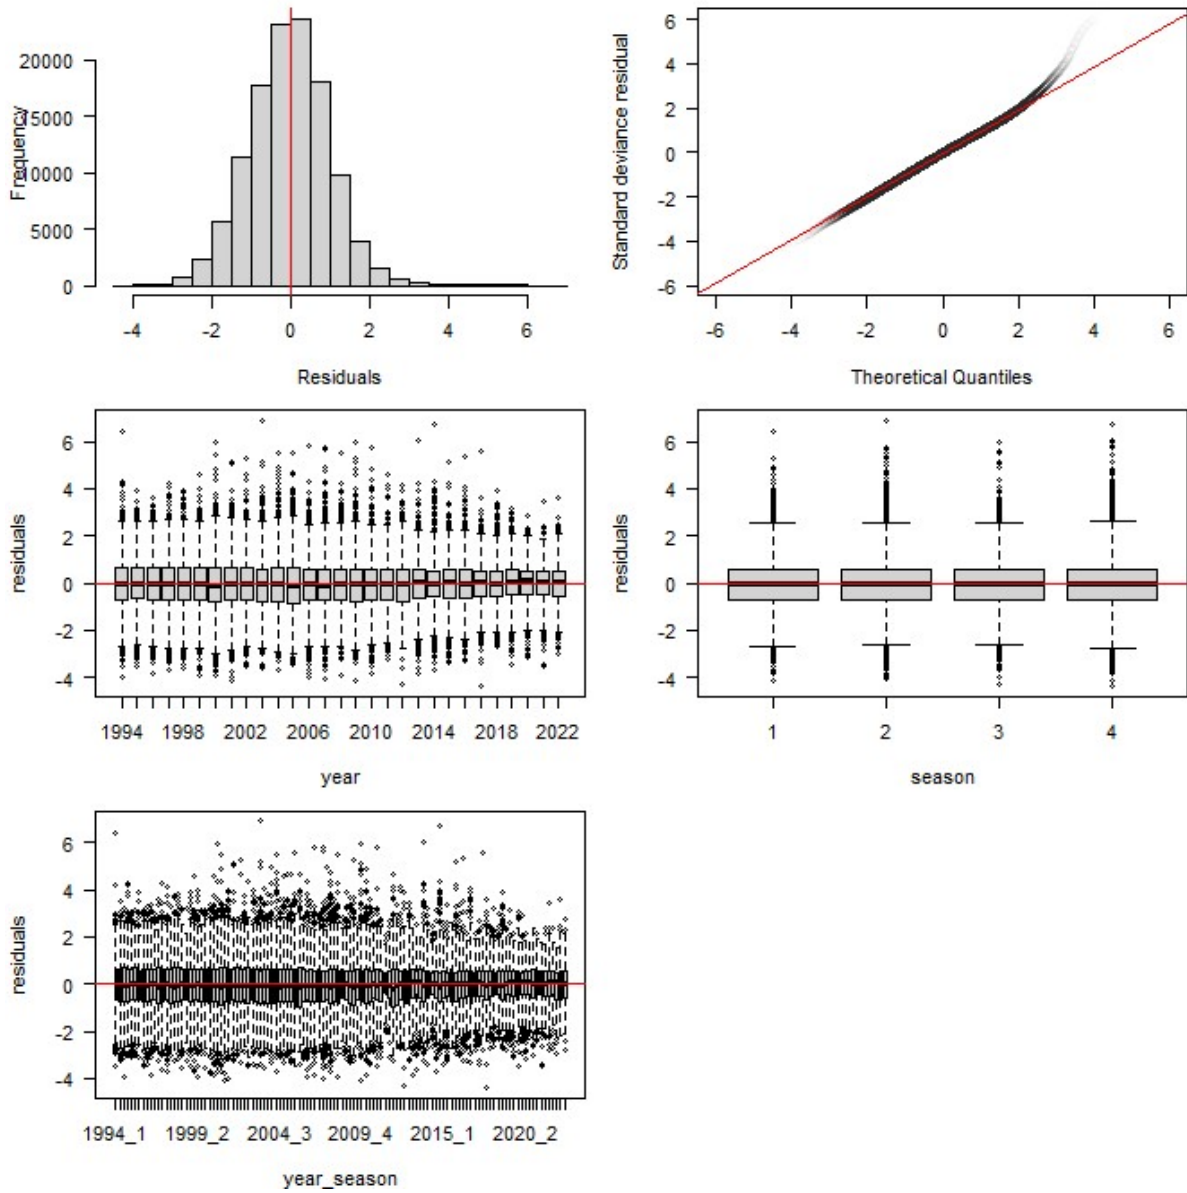 Frequency
20000
15000
10000
5000
0
-4 -2 0 2 4 6
Residuals
Standard deviance residual
6
4
2
0
-2
-4
-6
-6 -4 -2 0 2 4 6
Theoretical Quantiles
residuals
6
4
2
0
-2
-4
1994 1998 2002 2006 2010 2014 2018 2022
year
residuals
6
4
2
0
-2
-4
1 2 3 4
season
residuals
6
4
2
0
-2
-4
1994_1 1999_2 2004_3 2009_4 2015_1 2020_2
year_season